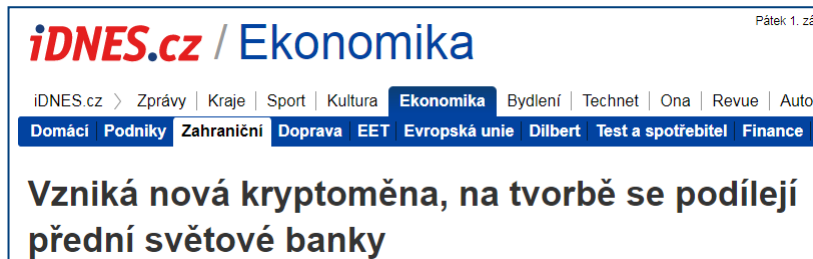 Pátek 1. zá
iDNES.cz / Ekonomika
iDNES.cz > Zprávy | Kraje | Sport | Kultura Ekonomika Bydlení | Technet | Ona | Revue | Auto
Domácí Podniky Zahraniční Doprava EET Evropská unie Dilbert Test a spotřebitel Finance
Vzniká nová kryptoměna, na tvorbě se podílejí
přední světové banky